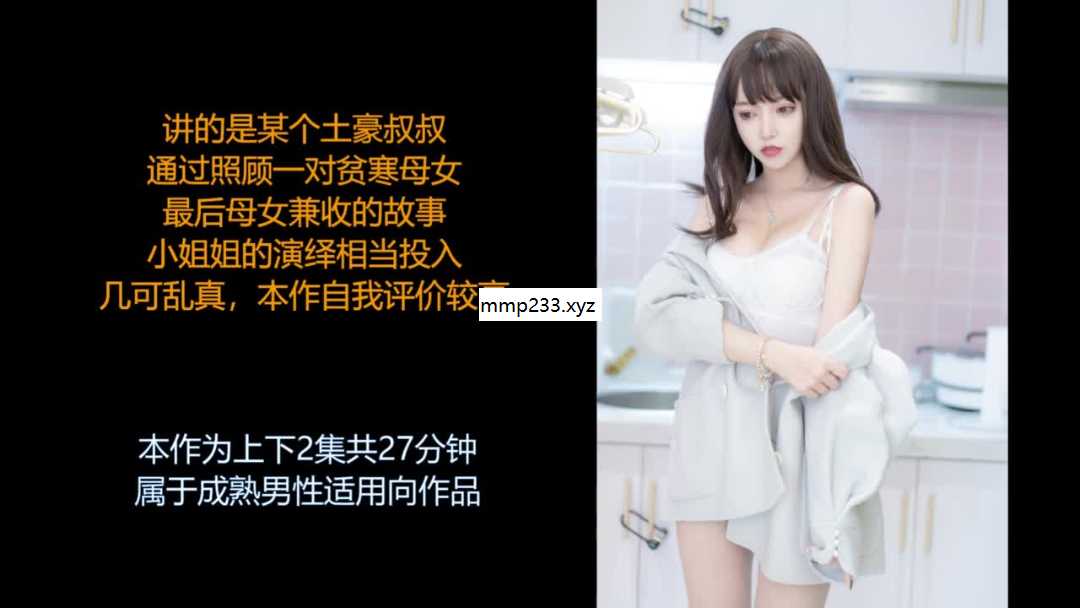 讲的是某个土豪叔叔
通过照顾一对贫寒母女
最后母女兼收的故事
小姐姐的演绎相当投入
几可乱真，本作自我评价较高
mmp233.xyz
本作为上下2集共27分钟
属于成熟男性适用向作品